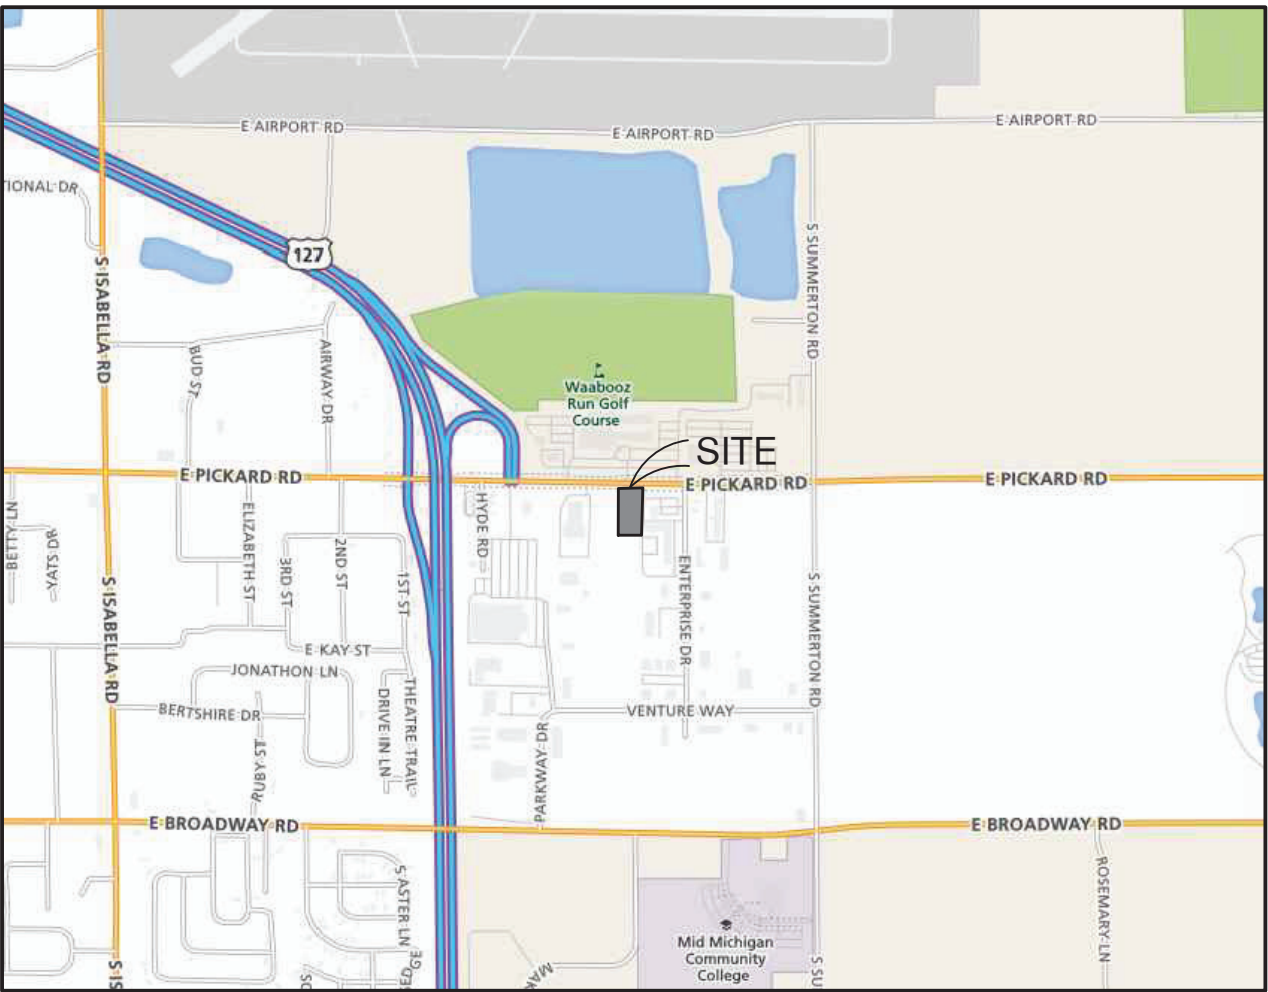 E AIRPORT RD
E AIRPORT RD
E AIRPORT RD
TIONAL DR
127
S ISABELLA RD
S SUMMERTON RD
BUD ST
AIRWAY DR
Waabooz
Run Golf
Course
SITE
E PICKARD RD
E PICKARD RD
E PICKARD RD
BETTY LN
YATS DR
ELIZABETH ST
3RD ST
2ND ST
1ST ST
HYDE RD
ENTERPRISE DR
S SUMMERTON RD
S ISABELLA RD
E KAY ST
JONATHON LN
BERTSHIRE DR
RUBY ST
DRIVE IN LN
THEATRE TRAIL
VENTURE WAY
PARKWAY DR
E BROADWAY RD
E BROADWAY RD
S ASTER LN
ROSEMARY LN
Mid Michigan
Community
College
S IS
S SU
MAK